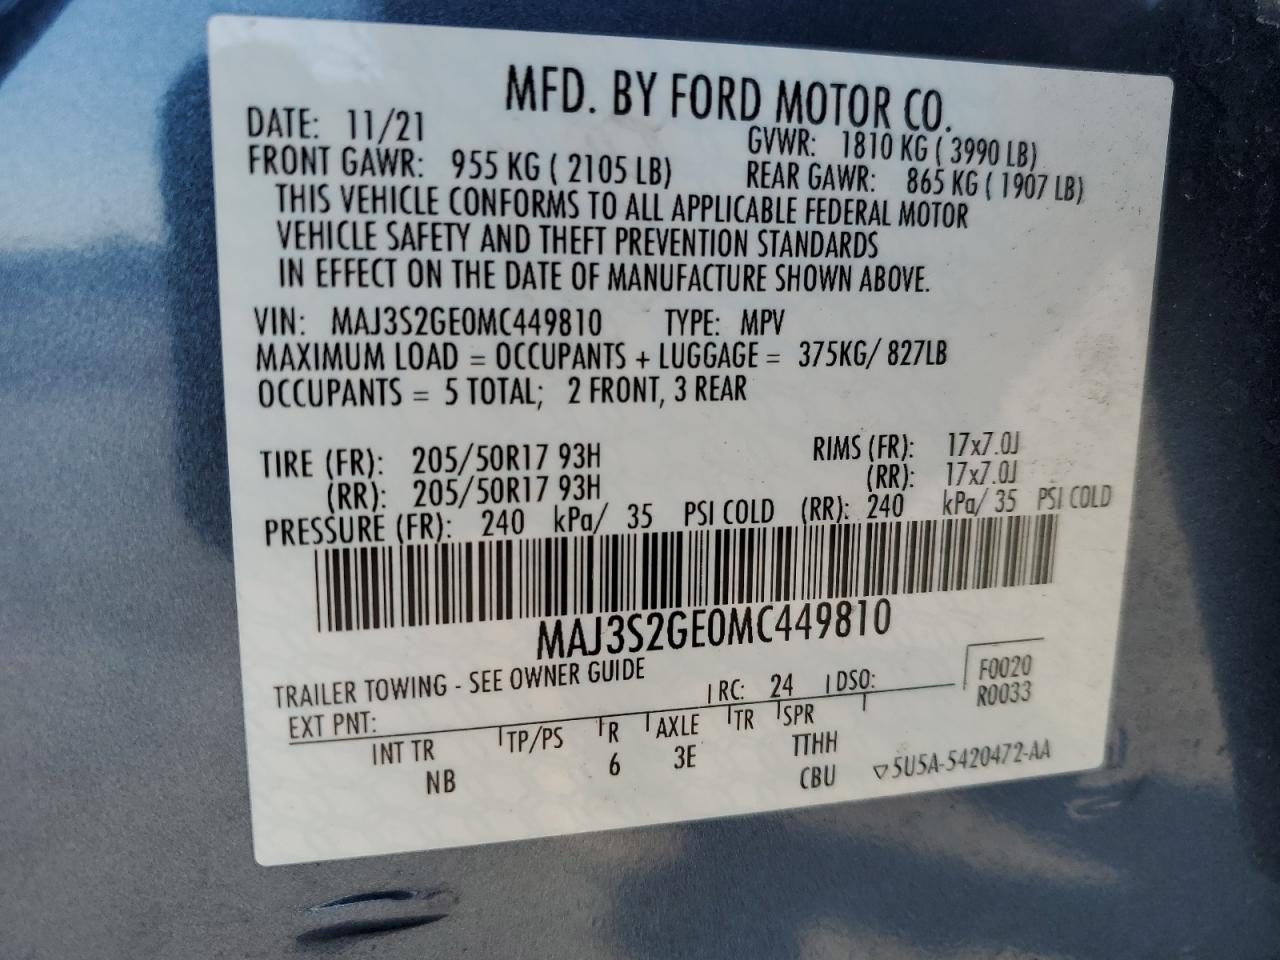 MFD. BY FORD MOTOR CO.
DATE: 11/21 GVWR: 1810 KG ( 3990 LB)
FRONT GAWR: 955 KG ( 2105 LB) REAR GAWR: 865 KG ( 1907 LB)
THIS VEHICLE CONFORMS TO ALL APPLICABLE FEDERAL MOTOR
VEHICLE SAFETY AND THEFT PREVENTION STANDARDS
IN EFFECT ON THE DATE OF MANUFACTURE SHOWN ABOVE.
VIN: MAJ3S2GE0MC449810 TYPE: MPV
MAXIMUM LOAD = OCCUPANTS + LUGGAGE = 375KG/ 827LB
OCCUPANTS = 5 TOTAL; 2 FRONT, 3 REAR
TIRE (FR): 205/50R17 93H RIMS (FR): 17x7.0J
(RR): 205/50R17 93H (RR): 17x7.0J
PRESSURE (FR): 240 kPa/ 35 PSI COLD (RR): 240 kPa/ 35 PSI COLD
MAJ3S2GE0MC449810
TRAILER TOWING - SEE OWNER GUIDE
EXT PNT: RC: 24 DSO: F0020
R0033
INT TR TP/PS R AXLE TR SPR
NB 6 3E TTHH
CBU ▽5U5A-5420472-AA